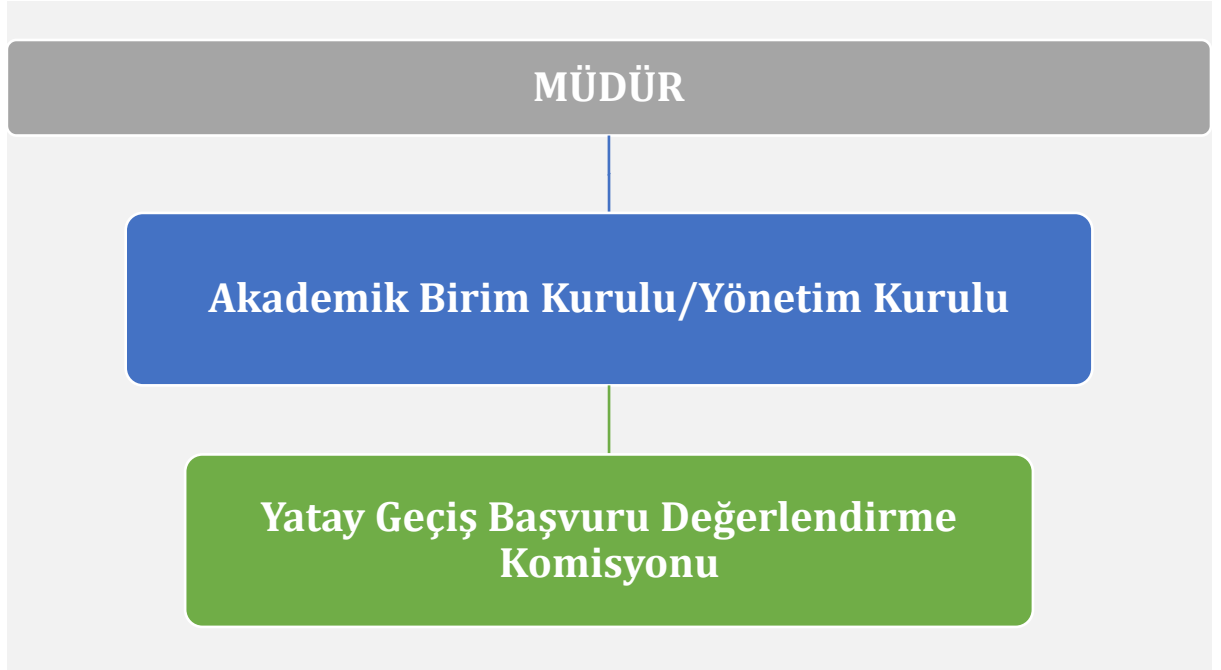 MÜDÜR
Akademik Birim Kurulu/Yönetim Kurulu
Yatay Geçiş Başvuru Değerlendirme
Komisyonu